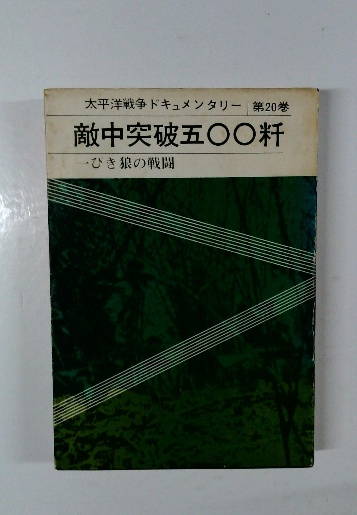 太平洋戦争ドキュメンタリー 第20巻
敵中突破五〇〇粁
一ぴき狼の戦闘